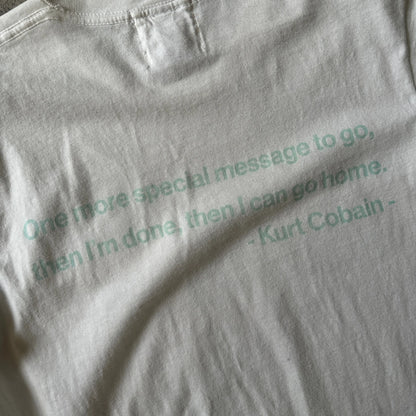 One more special message to go,
then I'm done, then I can go home.
- Kurt Cobain -